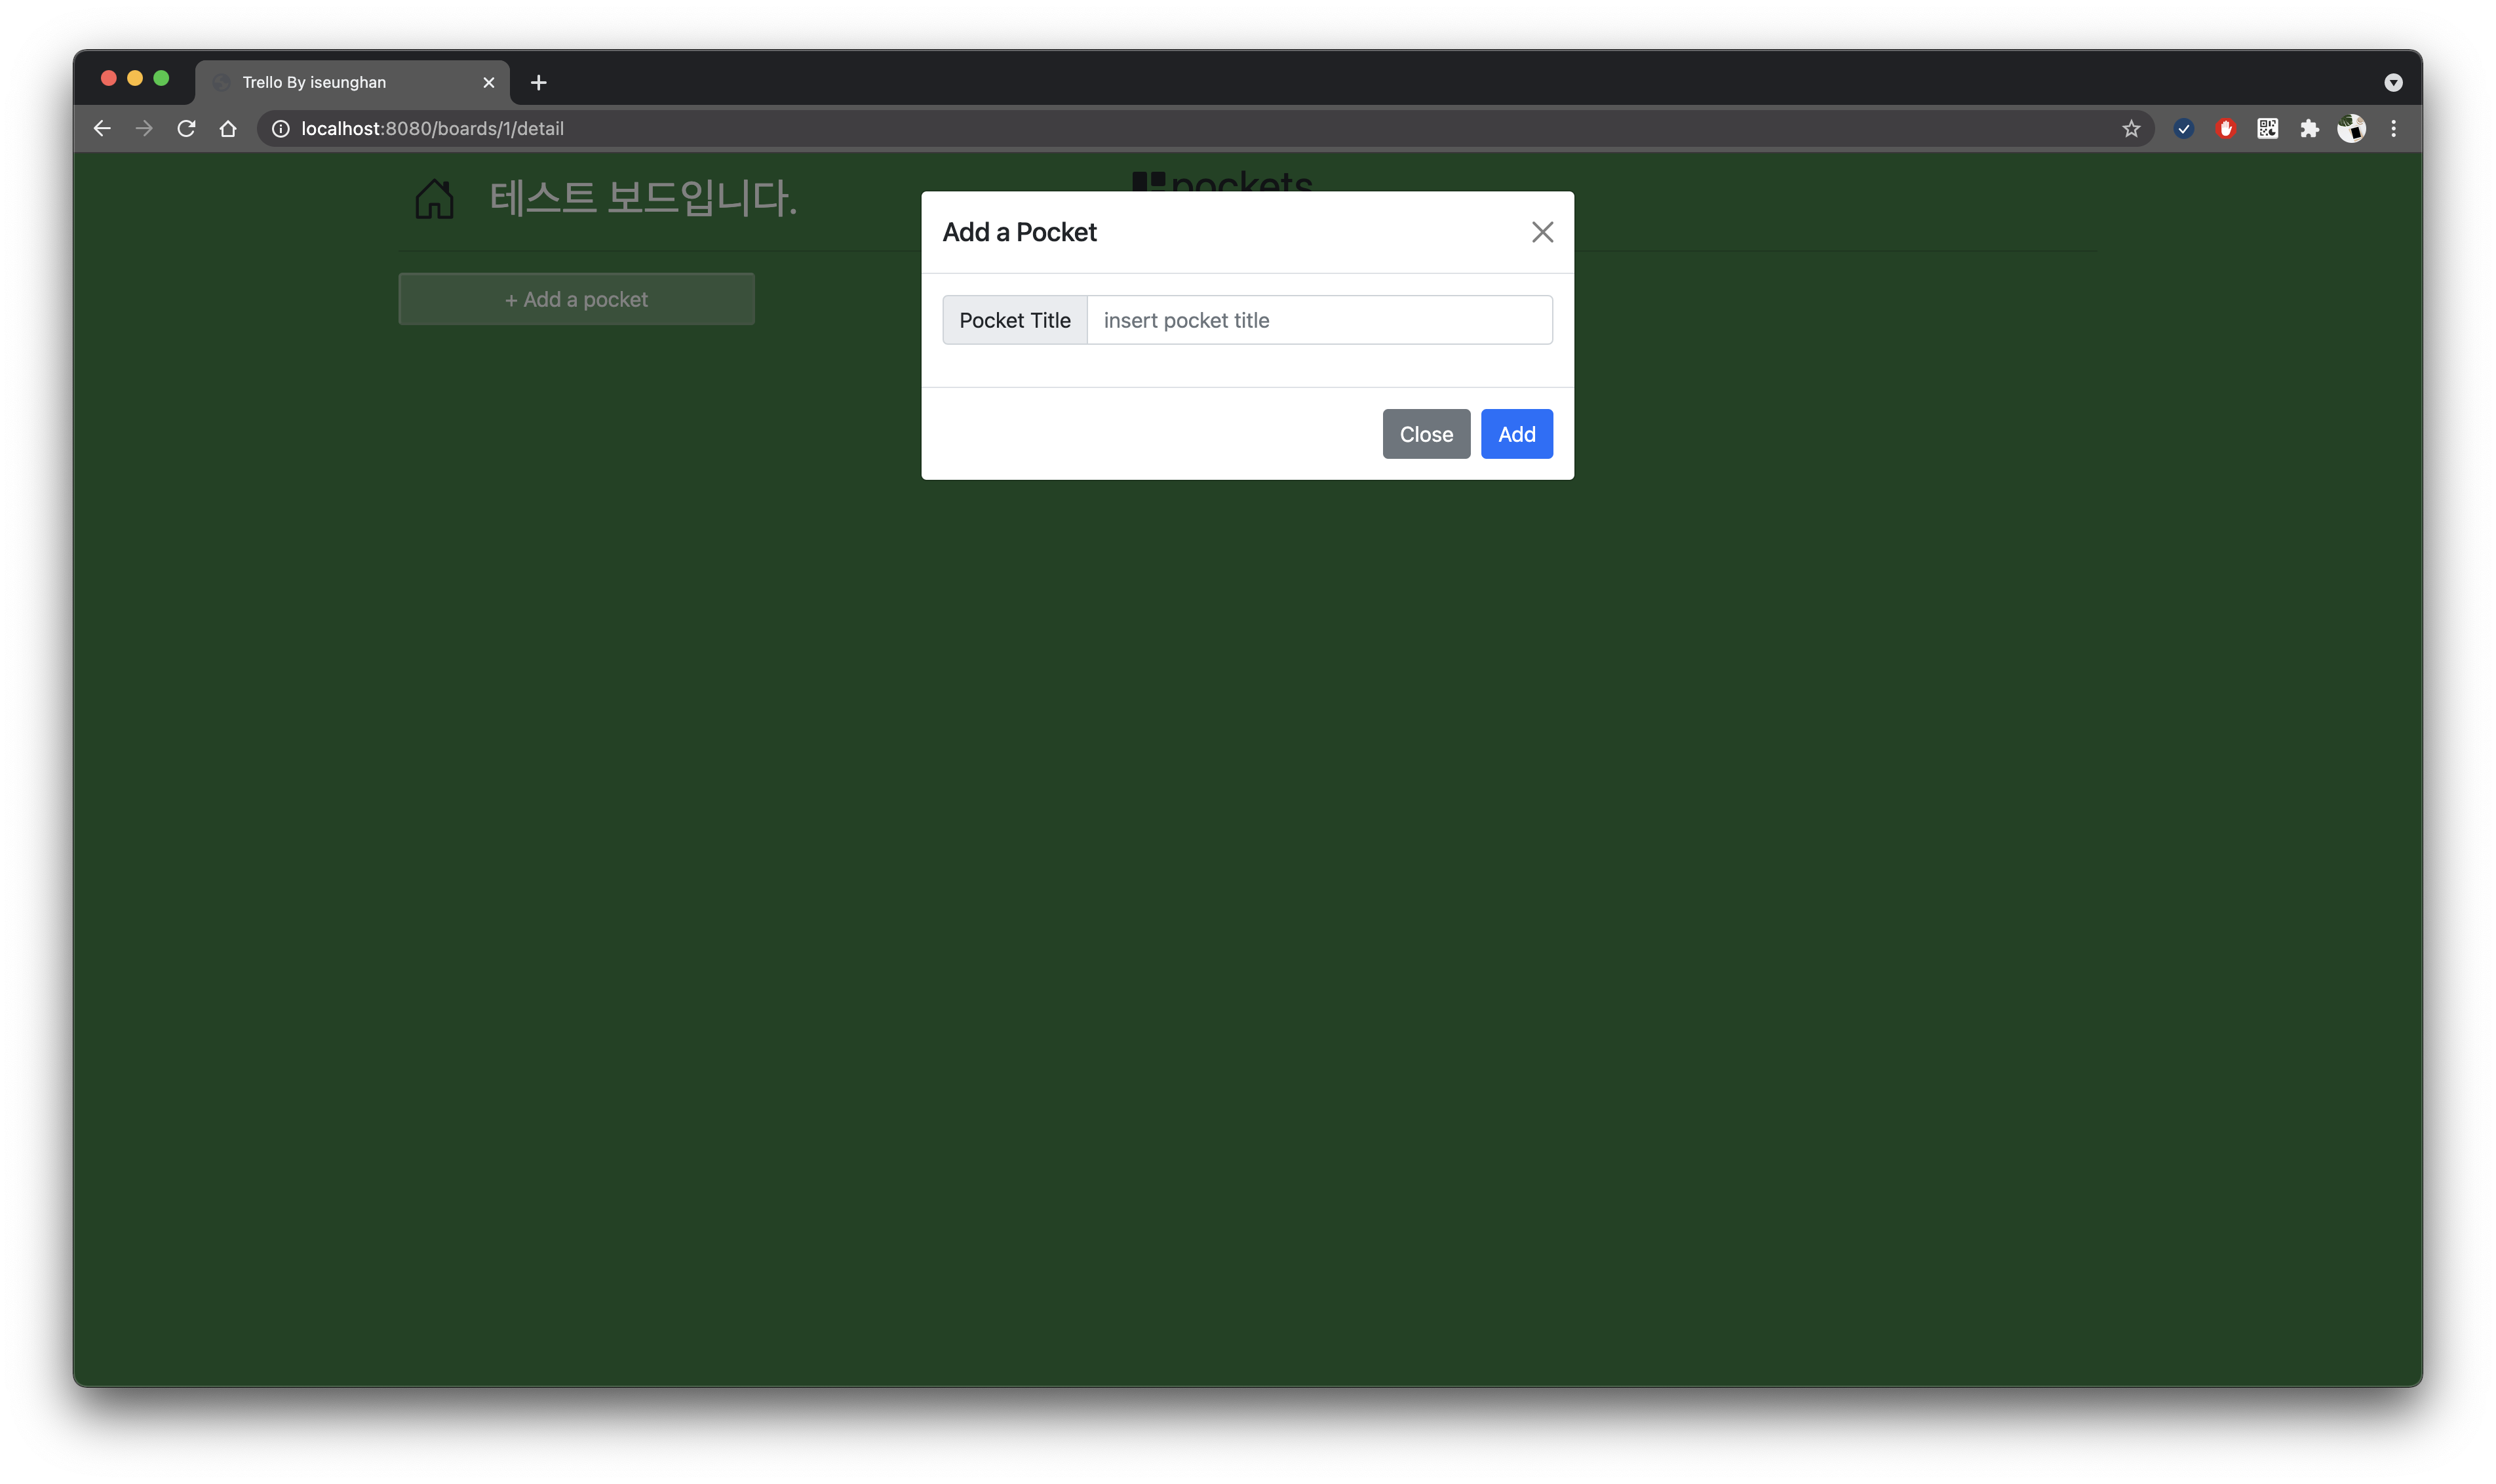 Trello By iseunghan
localhost:8080/boards/1/detail
테스트 보드입니다.
pockets
Add a Pocket
+ Add a pocket
Pocket Title
insert pocket title
Close
Add